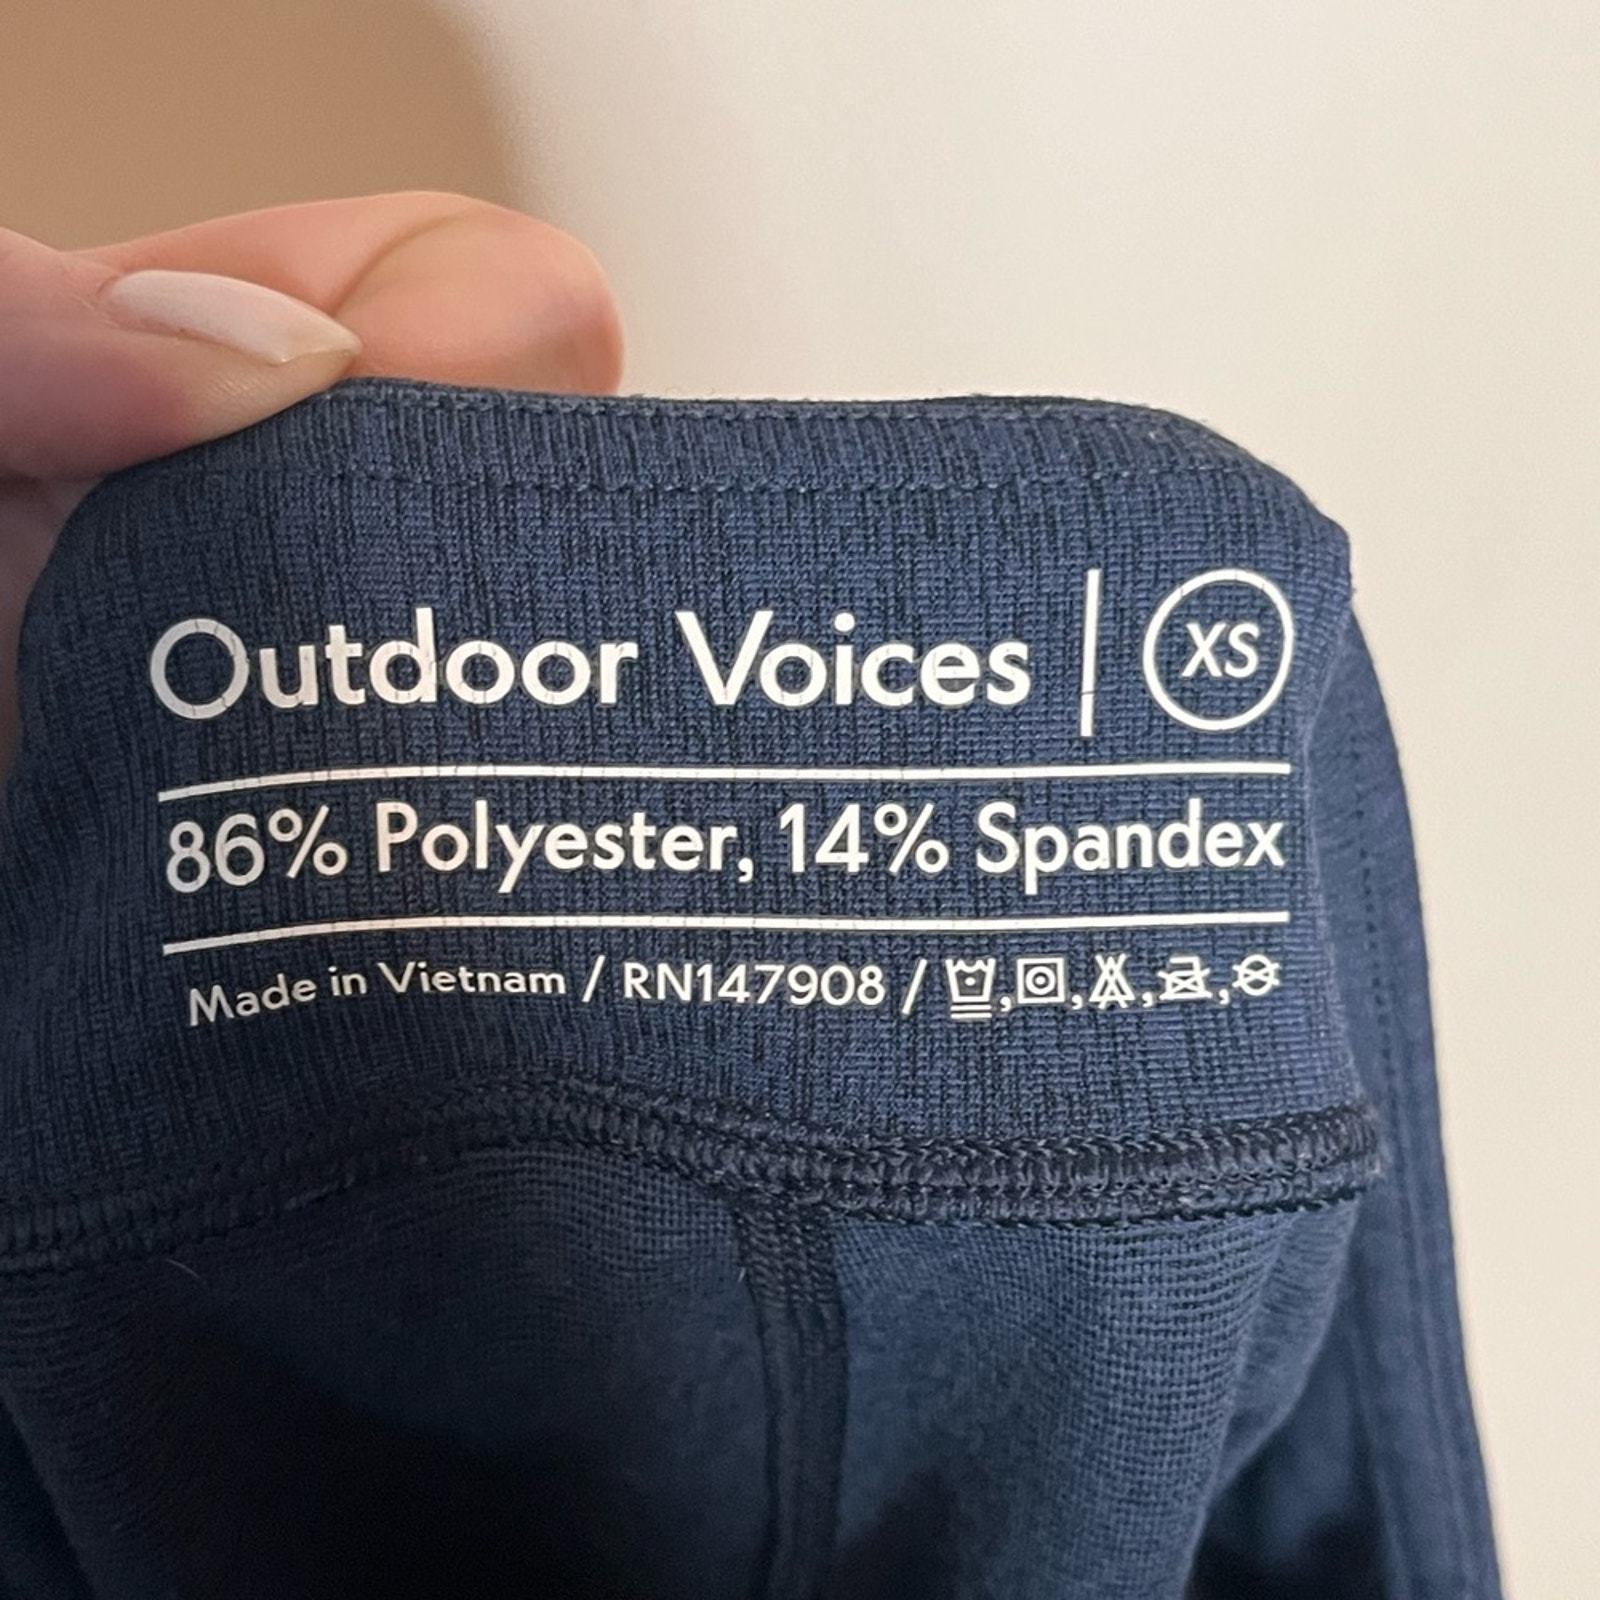 Outdoor Voices | XS
86% Polyester, 14% Spandex
Made in Vietnam / RN147908 /